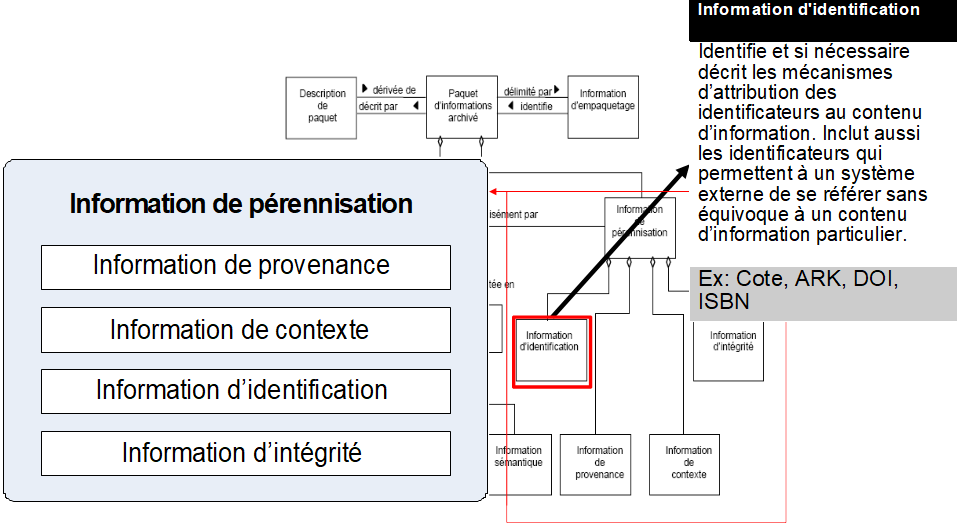 Information d'identification
Identifie et si nécessaire
décrit les mécanismes
d'attribution des
identificateurs au contenu
d'information. Inclut aussi
les identificateurs qui
permettent à un système
externe de se référer sans
équivoque à un contenu
d'information particulier.
Ex: Cote, ARK, DOI,
ISBN
Description
de
paquet
dérivée de
décrit par
Paquet
d'informations
archivé
délimité par
identifie
Information
d'empaquetage
Information de pérennisation
Information de provenance
Information de contexte
Information d’identification
Information d’intégrité
isément par
Information
de
pérennisation
tée en
Information
d'identification
Information
d'intégrité
Information
sémantique
Information
de
provenance
Information
de
contexte